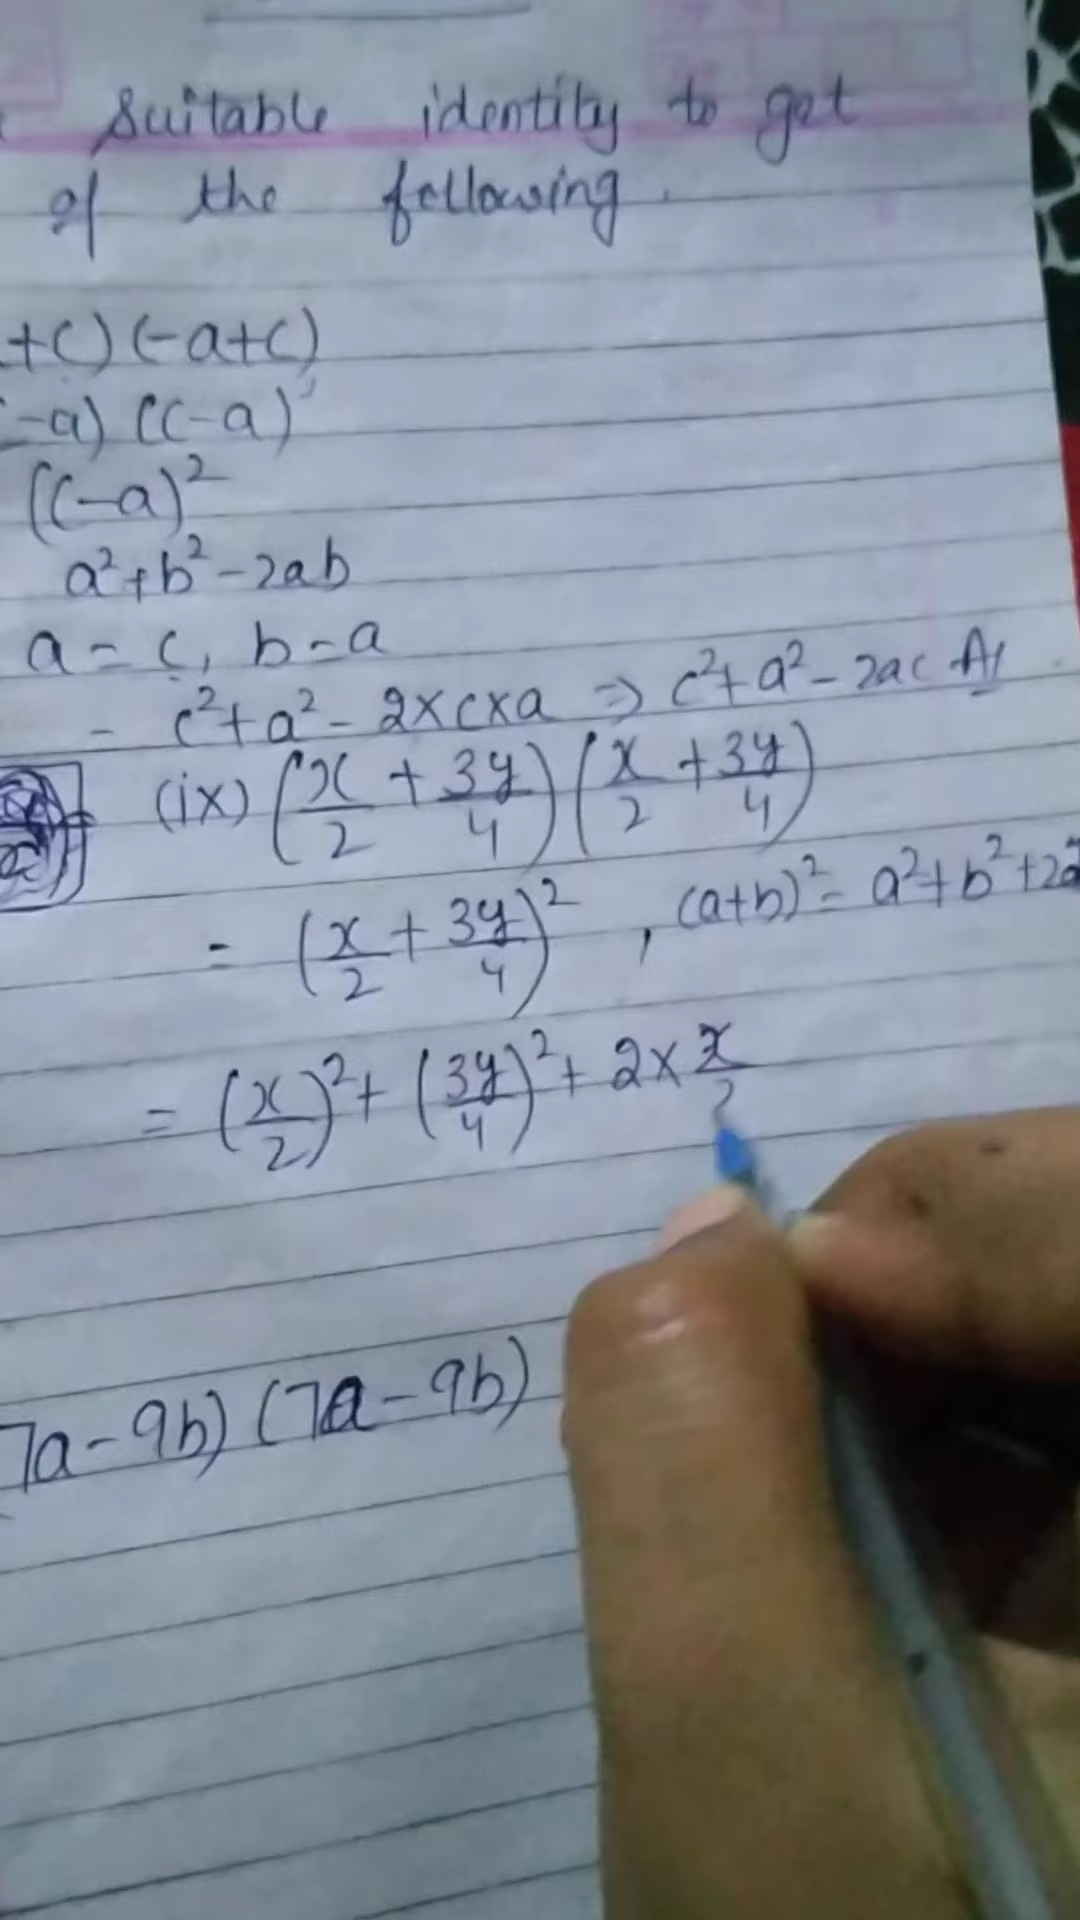 suitable identity to get
of the following.
+c) (-a+c)
-a) (c-a)
(c-a)²
a²+b²-2ab
a = c, b = a
= c²+a²-2×c×a ⇒ c²+a²-2ac
(ix) (x/2 + 3y/4) (x/2 + 3y/4)
= (x/2 + 3y/4)² , (a+b)² = a²+b²+2a
= (x/2)² + (3y/4)² + 2× x/2
7a-9b) (7a-9b)